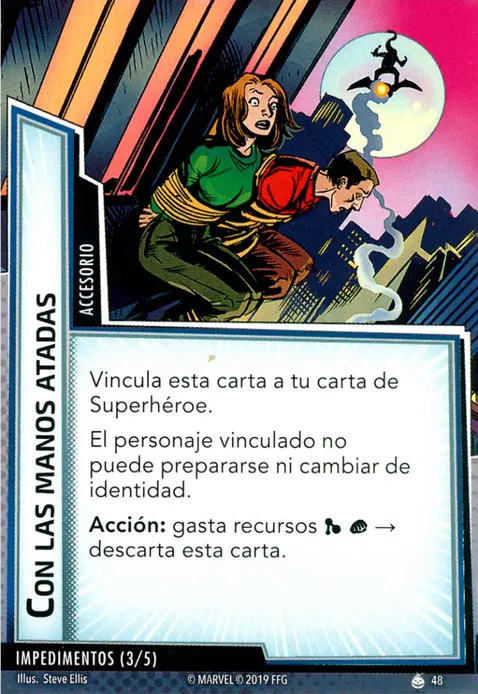 ACCESORIO
CON LAS MANOS ATADAS
Vincula esta carta a tu carta de
Superhéroe.
El personaje vinculado no
puede prepararse ni cambiar de
identidad.
Acción: gasta recursos →
descarta esta carta.
IMPEDIMENTOS (3/5)
Illus. Steve Ellis
© MARVEL © 2019 FFG
48